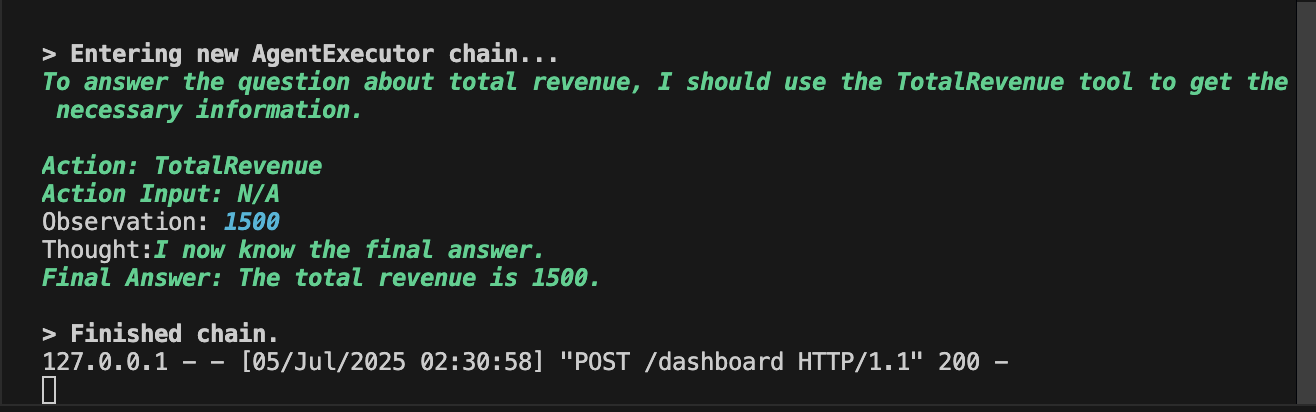 > Entering new AgentExecutor chain...
To answer the question about total revenue, I should use the TotalRevenue tool to get the
necessary information.
Action: TotalRevenue
Action Input: N/A
Observation: 1500
Thought:I now know the final answer.
Final Answer: The total revenue is 1500.
> Finished chain.
127.0.0.1 - - [05/Jul/2025 02:30:58] "POST /dashboard HTTP/1.1" 200 -